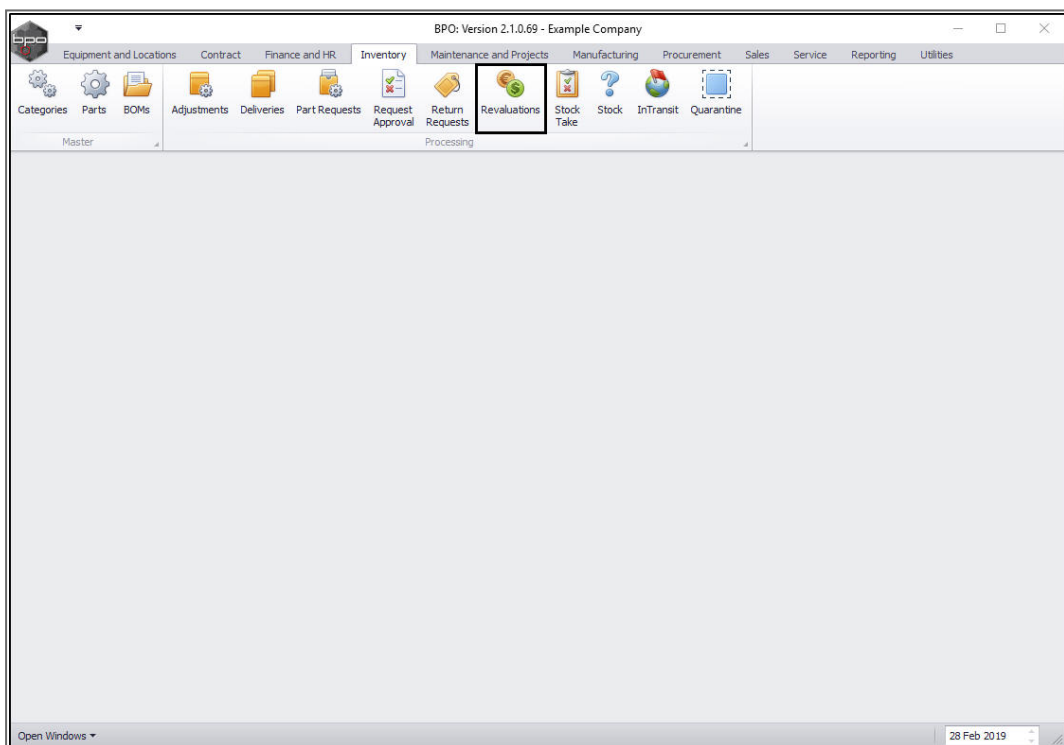 bpo
BPO: Version 2.1.0.69 - Example Company
Equipment and Locations Contract Finance and HR Inventory Maintenance and Projects Manufacturing Procurement Sales Service Reporting Utilities
Categories Parts BOMs Adjustments Deliveries Part Requests Request Approval Return Requests Revaluations Stock Take Stock InTransit Quarantine
Master Processing
Open Windows 28 Feb 2019